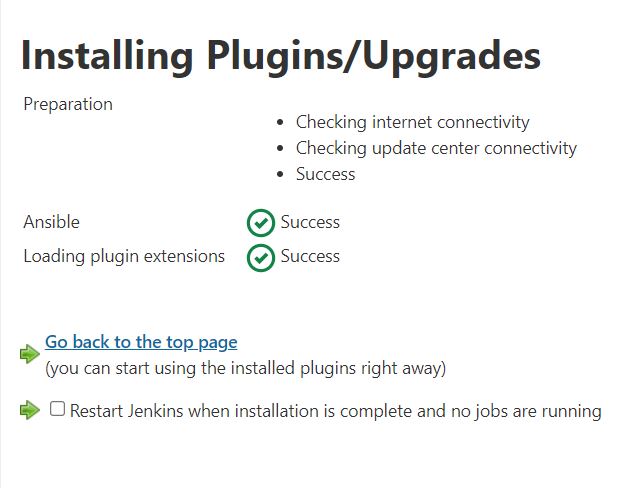 Installing Plugins/Upgrades
Preparation
Checking internet connectivity
Checking update center connectivity
Success
Ansible Success
Loading plugin extensions Success
Go back to the top page
(you can start using the installed plugins right away)
Restart Jenkins when installation is complete and no jobs are running